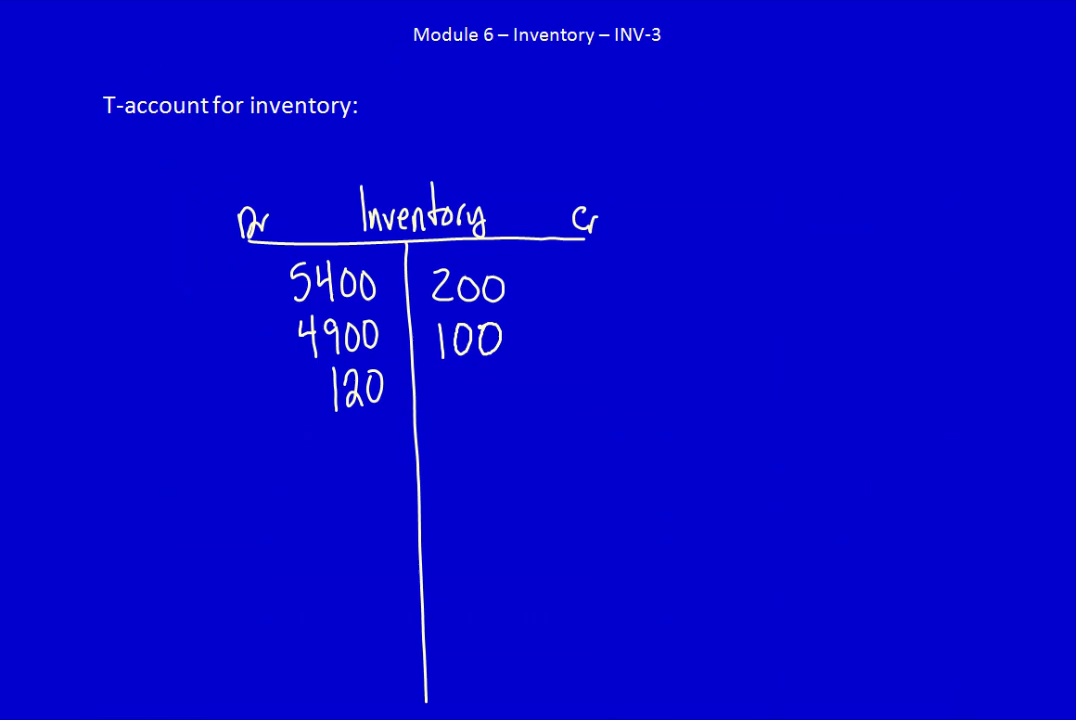 Module 6 – Inventory – INV-3
T-account for inventory:
Dr Inventory Cr
5400 200
4900 100
120